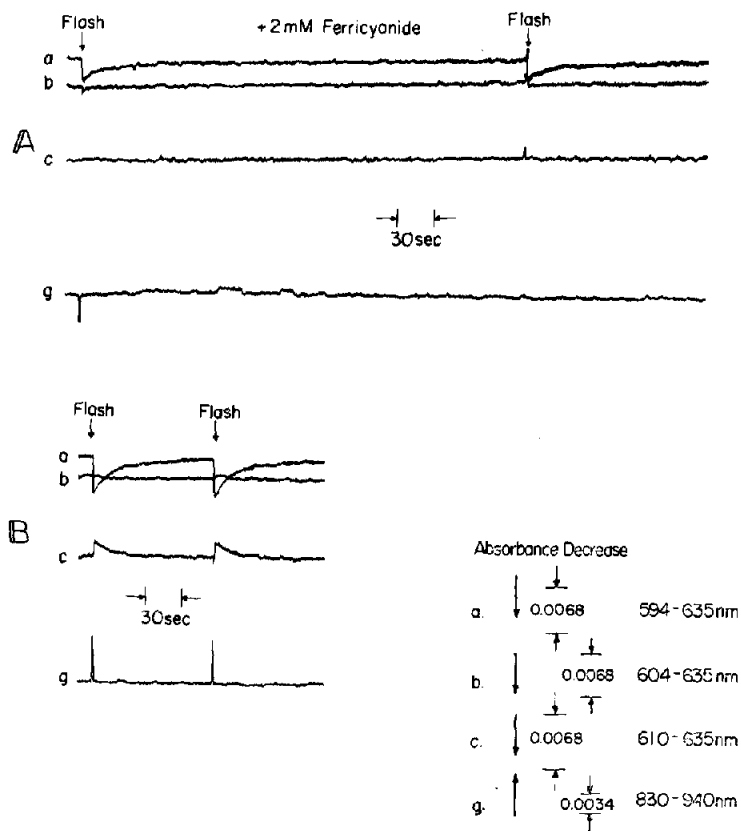 Flash
+2mM Ferricyanide
Flash
a
b
A
c
30sec
g
Flash
Flash
a
b
B
c
30sec
g
Absorbance Decrease
a. 0.0068 594-635nm
b. 0.0068 604-635nm
c. 0.0068 610-635nm
g. 0.0034 830-940nm